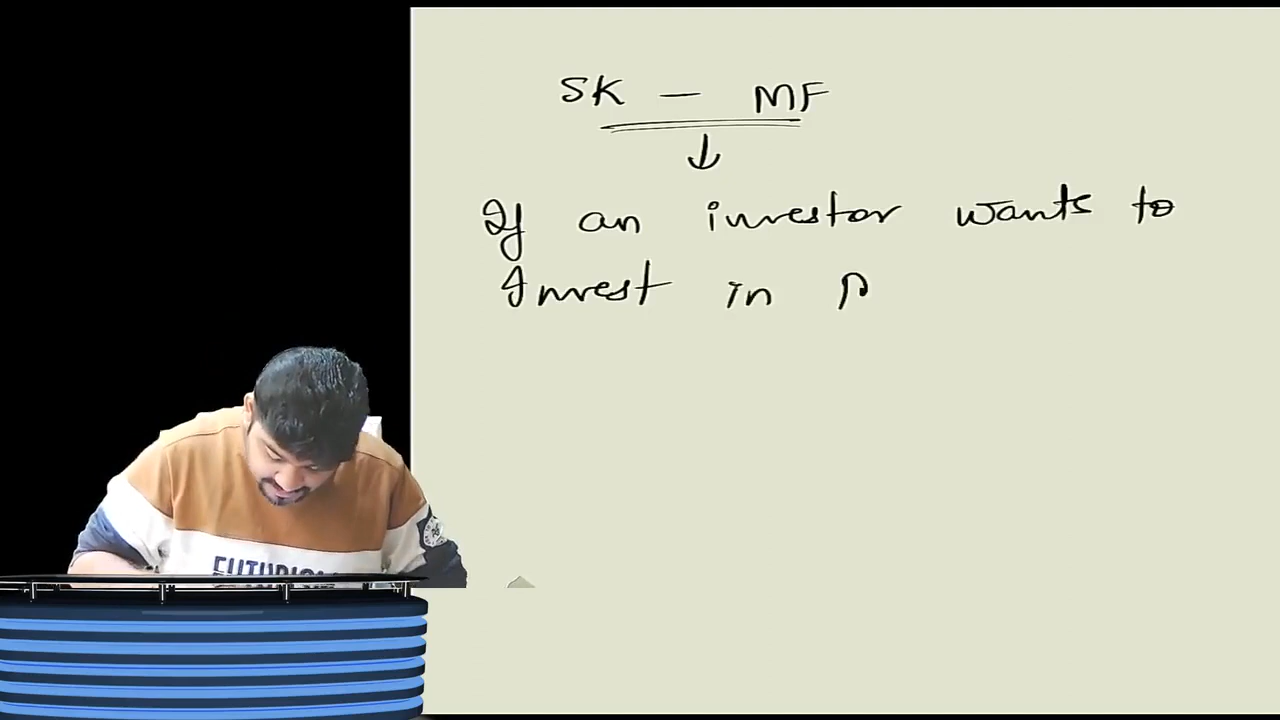 SK - MF
↓
If an investor wants to
Invest in